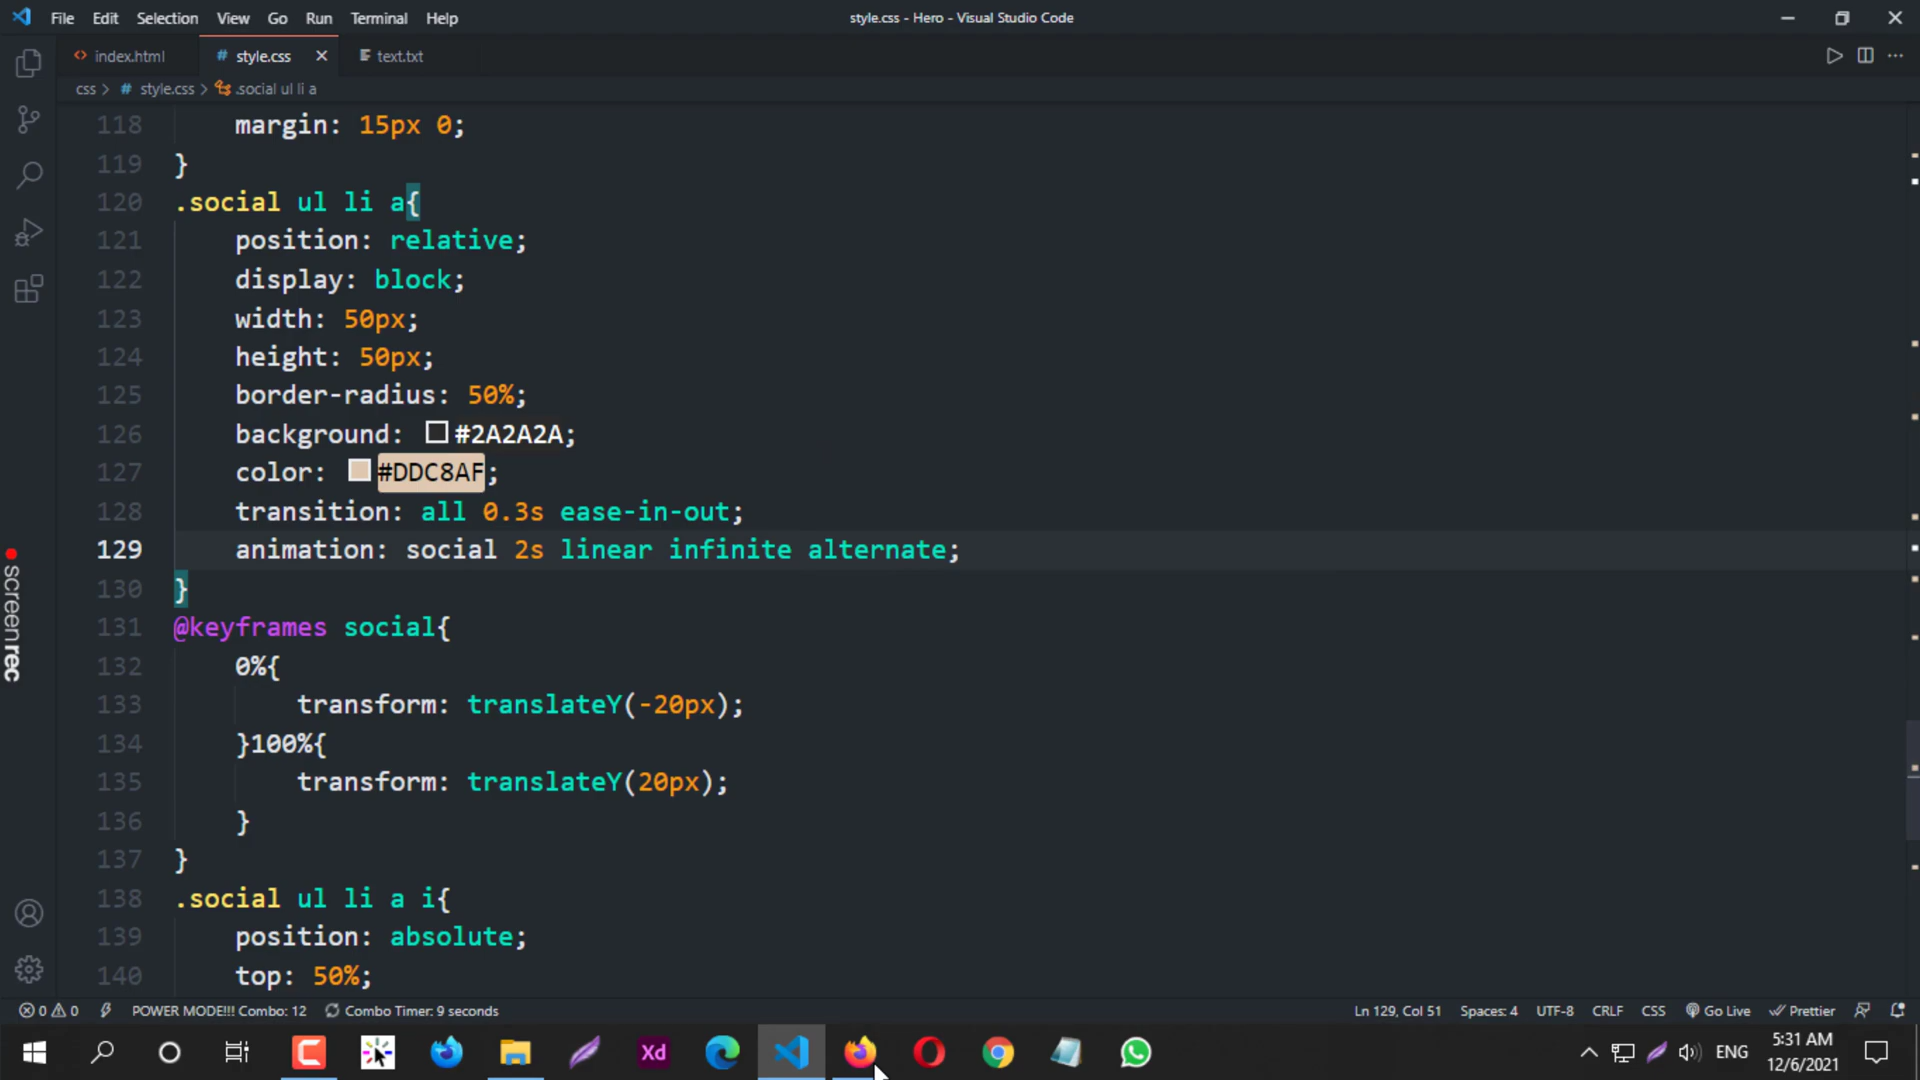 File Edit Selection View Go Run Terminal Help
style.css - Hero - Visual Studio Code
<> index.html # style.css × text.txt
css > # style.css > .social ul li a
118 margin: 15px 0;
119 }
120 .social ul li a{
121 position: relative;
122 display: block;
123 width: 50px;
124 height: 50px;
125 border-radius: 50%;
126 background: #2A2A2A;
127 color: #DDC8AF;
128 transition: all 0.3s ease-in-out;
129 animation: social 2s linear infinite alternate;
130 }
131 @keyframes social{
132 0%{
133 transform: translateY(-20px);
134 }100%{
135 transform: translateY(20px);
136 }
137 }
138 .social ul li a i{
139 position: absolute;
140 top: 50%;
screenrec
0 0 POWER MODE!!! Combo: 12 Combo Timer: 9 seconds Ln 129, Col 51 Spaces: 4 UTF-8 CRLF CSS Go Live Prettier
Xd ENG 5:31 AM
12/6/2021